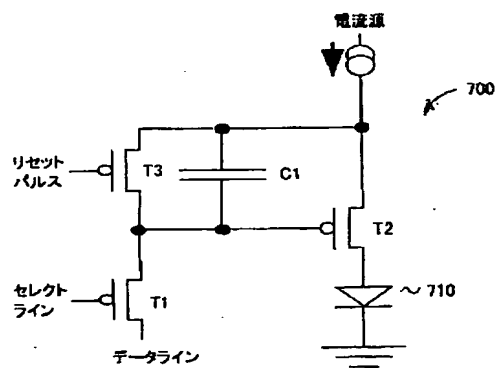 電流源
700
リセット
パルス
T3
C1
T2
セレクト
ライン
T1
~710
データライン